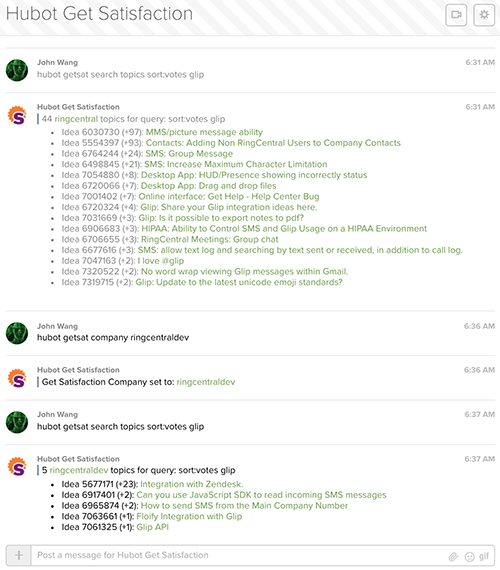 Hubot Get Satisfaction
John Wang 6:31 AM
hubot getsat search topics sort:votes glip
Hubot Get Satisfaction 6:31 AM
44 ringcentral topics for query: sort:votes glip
• Idea 6030730 (+97): MMS/picture message ability
• Idea 5554397 (+93): Contacts: Adding Non RingCentral Users to Company Contacts
• Idea 6764244 (+24): SMS: Group Message
• Idea 6498845 (+21): SMS: Increase Maximum Character Limitation
• Idea 7054880 (+8): Desktop App: HUD/Presence showing incorrectly status
• Idea 6720066 (+7): Desktop App: Drag and drop files
• Idea 7001402 (+7): Online interface: Get Help - Help Center Bug
• Idea 6720324 (+4): Glip: Share your Glip integration ideas here.
• Idea 7031669 (+3): Glip: Is it possible to export notes to pdf?
• Idea 6906683 (+3): HIPAA: Ability to Control SMS and Glip Usage on a HIPAA Environment
• Idea 6706655 (+3): RingCentral Meetings: Group chat
• Idea 6677616 (+3): SMS: allow text log and searching by text sent or received, in addition to call log.
• Idea 7047163 (+2): I love @glip
• Idea 7320522 (+2): No word wrap viewing Glip messages within Gmail.
• Idea 7319715 (+2): Glip: Update to the latest unicode emoji standards?
John Wang 6:36 AM
hubot getsat company ringcentraldev
Hubot Get Satisfaction 6:36 AM
Get Satisfaction Company set to: ringcentraldev
John Wang 6:37 AM
hubot getsat search topics sort:votes glip
Hubot Get Satisfaction 6:37 AM
5 ringcentraldev topics for query: sort:votes glip
• Idea 5677171 (+23): Integration with Zendesk.
• Idea 6917401 (+2): Can you use JavaScript SDK to read incoming SMS messages
• Idea 6965874 (+2): How to send SMS from the Main Company Number
• Idea 7063661 (+1): Floify Integration with Glip
• Idea 7061325 (+1): Glip API
Post a message for Hubot Get Satisfaction gif